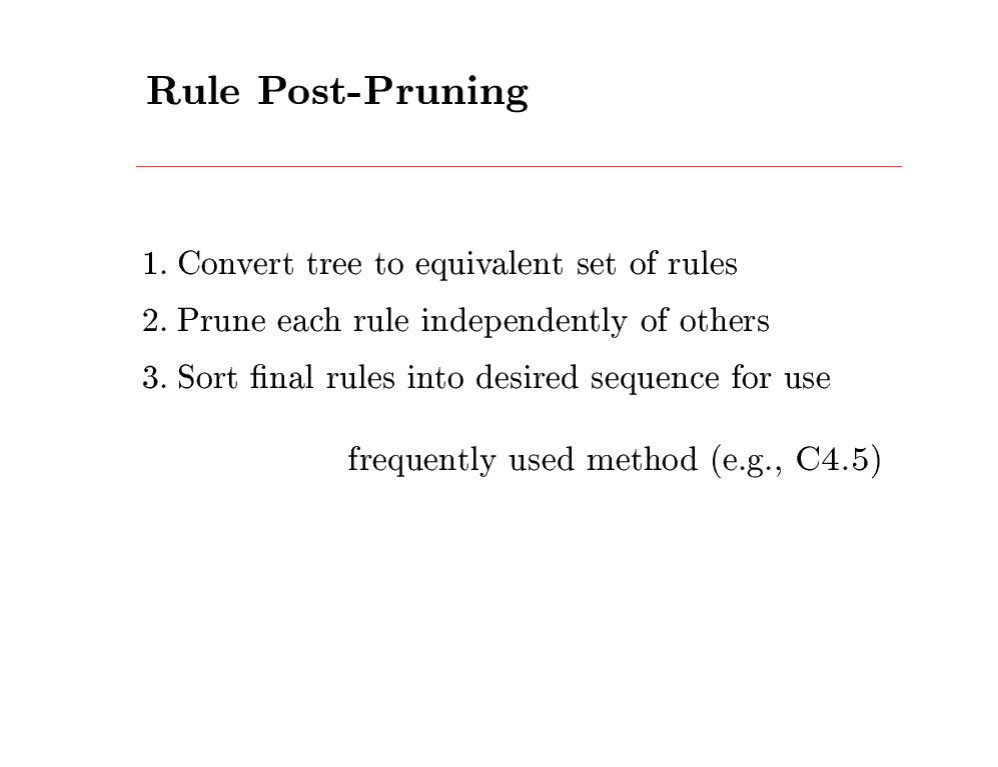 Rule Post-Pruning
1. Convert tree to equivalent set of rules
2. Prune each rule independently of others
3. Sort final rules into desired sequence for use
frequently used method (e.g., C4.5)